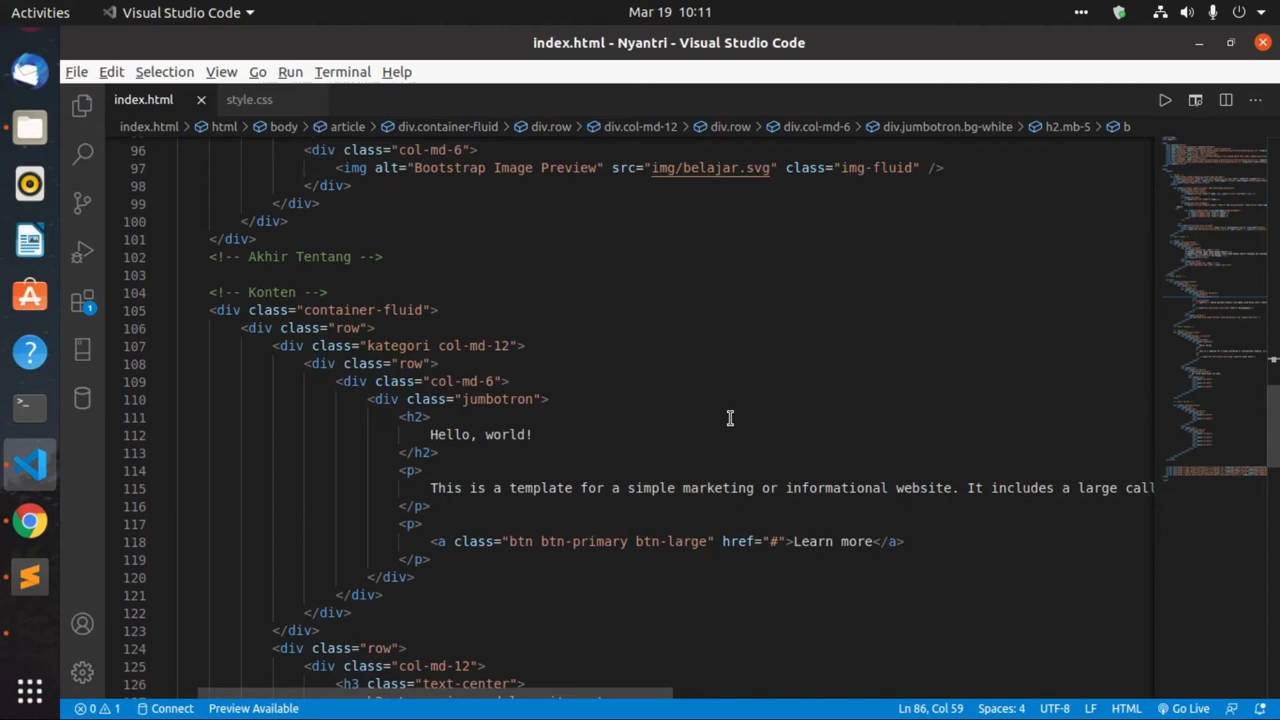 Activities
Visual Studio Code
Mar 19 10:11
index.html - Nyantri - Visual Studio Code
File Edit Selection View Go Run Terminal Help
index.html
style.css
index.html html body article div.container-fluid div.row div.col-md-12 div.row div.col-md-6 div.jumbotron.bg-white h2.mb-5 b
96 <div class="col-md-6">
97 <img alt="Bootstrap Image Preview" src="img/belajar.svg" class="img-fluid" />
98 </div>
99 </div>
100 </div>
101 </div>
102 <!-- Akhir Tentang -->
103
104 <!-- Konten -->
105 <div class="container-fluid">
106 <div class="row">
107 <div class="kategori col-md-12">
108 <div class="row">
109 <div class="col-md-6">
110 <div class="jumbotron">
111 <h2>
112 Hello, world!
113 </h2>
114 <p>
115 This is a template for a simple marketing or informational website. It includes a large call
116 </p>
117 <p>
118 <a class="btn btn-primary btn-large" href="#">Learn more</a>
119 </p>
120 </div>
121 </div>
122 </div>
123 </div>
124 <div class="row">
125 <div class="col-md-12">
126 <h3 class="text-center">
1
0 1 Connect Preview Available Ln 86, Col 59 Spaces: 4 UTF-8 LF HTML Go Live